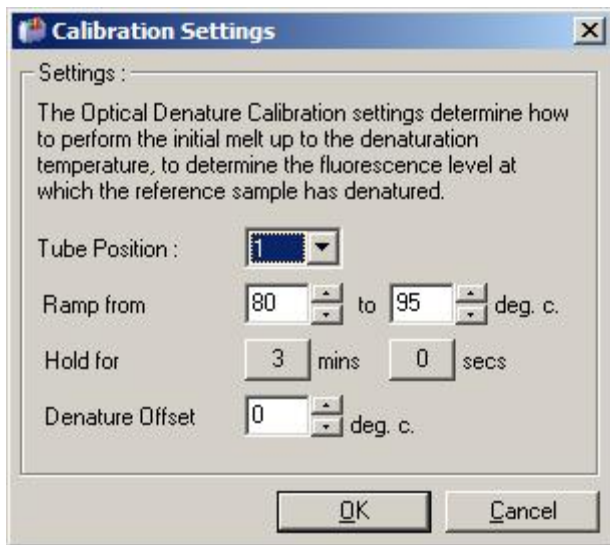 Calibration Settings
Settings :
The Optical Denature Calibration settings determine how
to perform the initial melt up to the denaturation
temperature, to determine the fluorescence level at
which the reference sample has denatured.
Tube Position : 1
Ramp from 80 to 95 deg. c.
Hold for 3 mins 0 secs
Denature Offset 0 deg. c.
OK Cancel